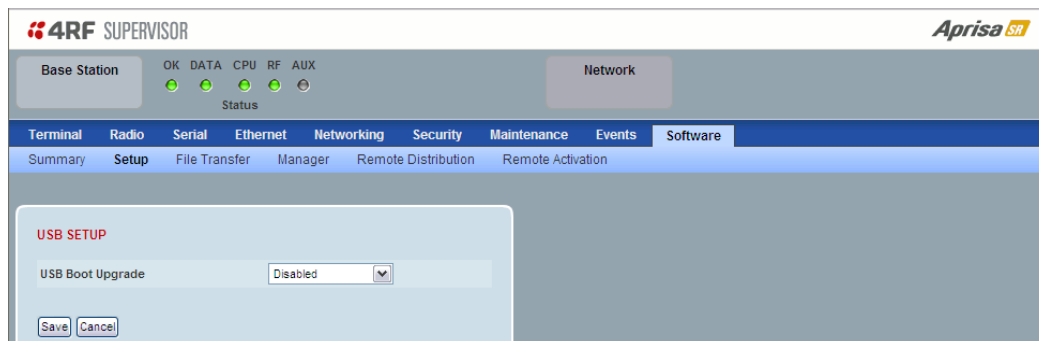 4RF SUPERVISOR
Aprisa SR
Base Station
OK DATA CPU RF AUX
Status
Network
Terminal Radio Serial Ethernet Networking Security Maintenance Events Software
Summary Setup File Transfer Manager Remote Distribution Remote Activation
USB SETUP
USB Boot Upgrade Disabled
Save Cancel